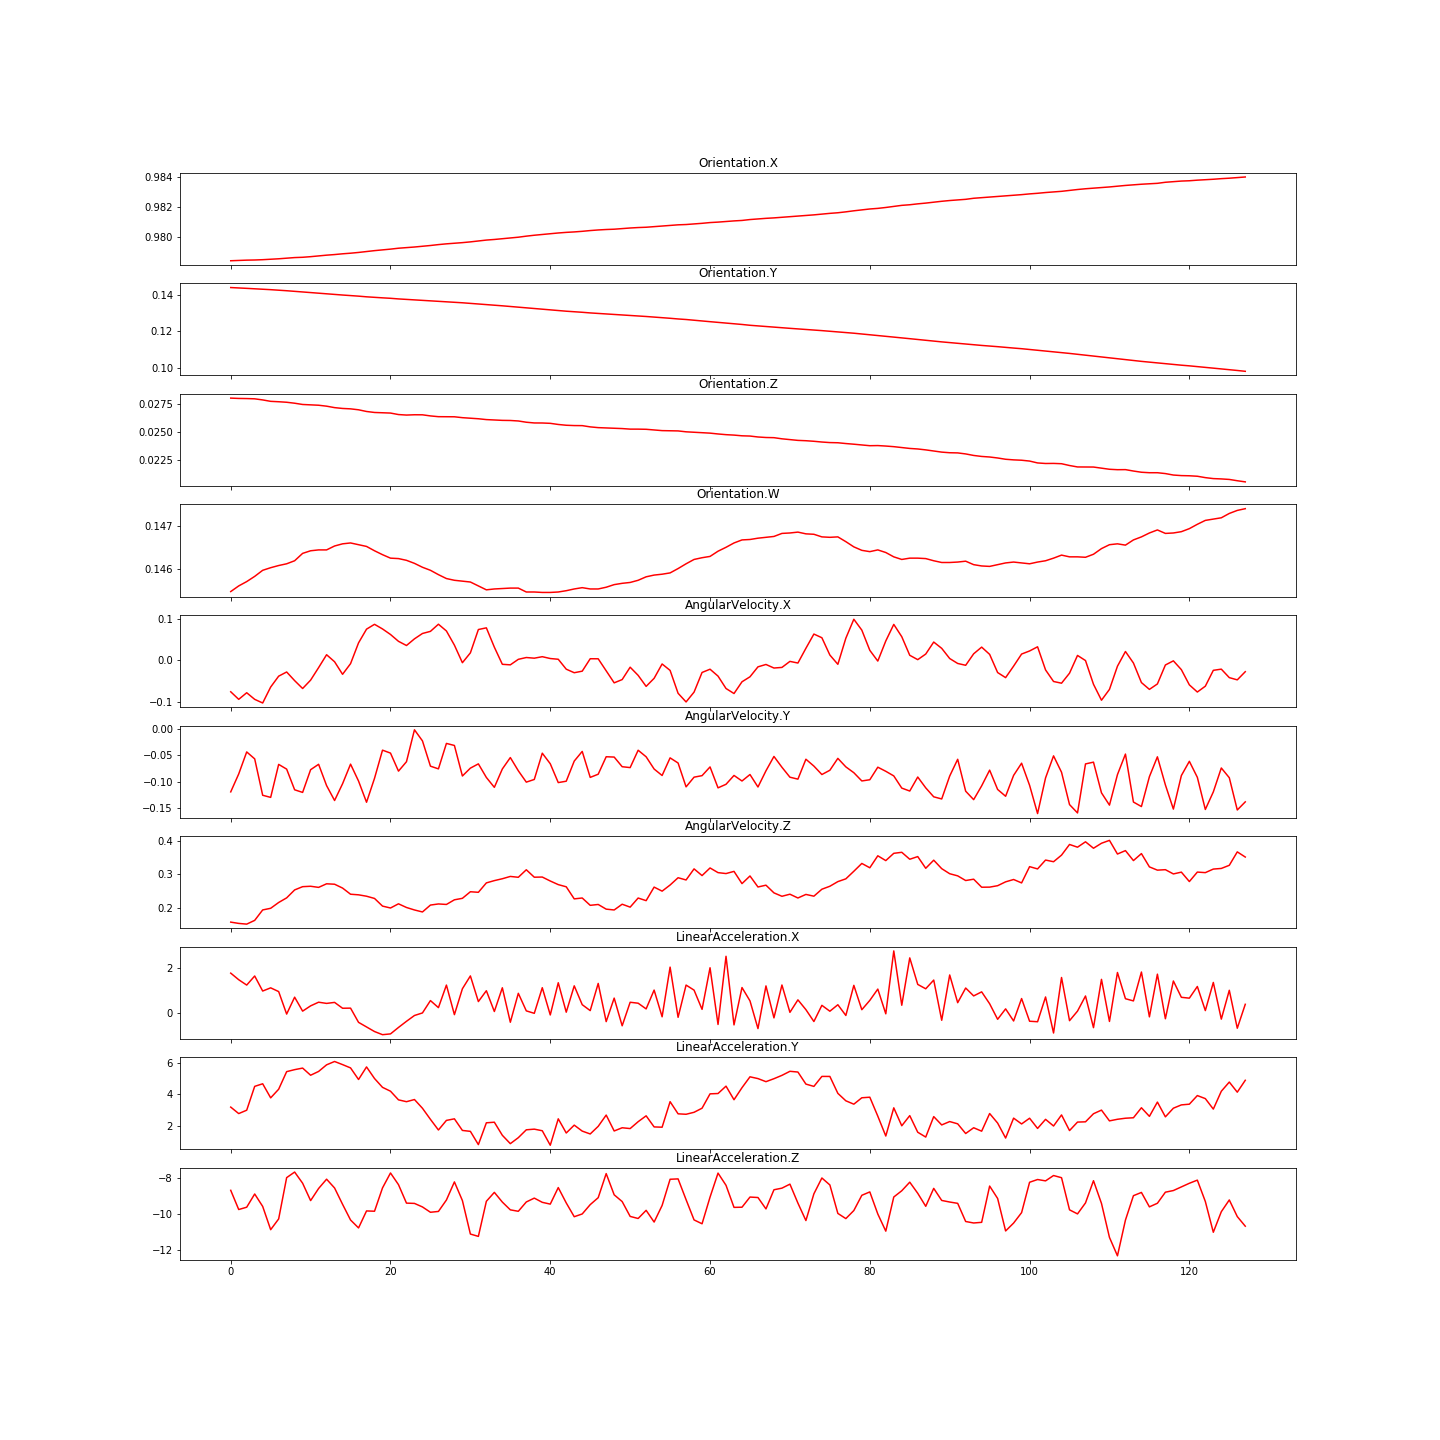 Orientation.X
0.984
0.982
0.980
Orientation.Y
0.14
0.12
0.10
Orientation.Z
0.0275
0.0250
0.0225
Orientation.W
0.147
0.146
AngularVelocity.X
0.1
0.0
−0.1
AngularVelocity.Y
0.00
−0.05
−0.10
−0.15
AngularVelocity.Z
0.4
0.3
0.2
LinearAcceleration.X
2
0
LinearAcceleration.Y
6
4
2
LinearAcceleration.Z
−8
−10
−12
0 20 40 60 80 100 120